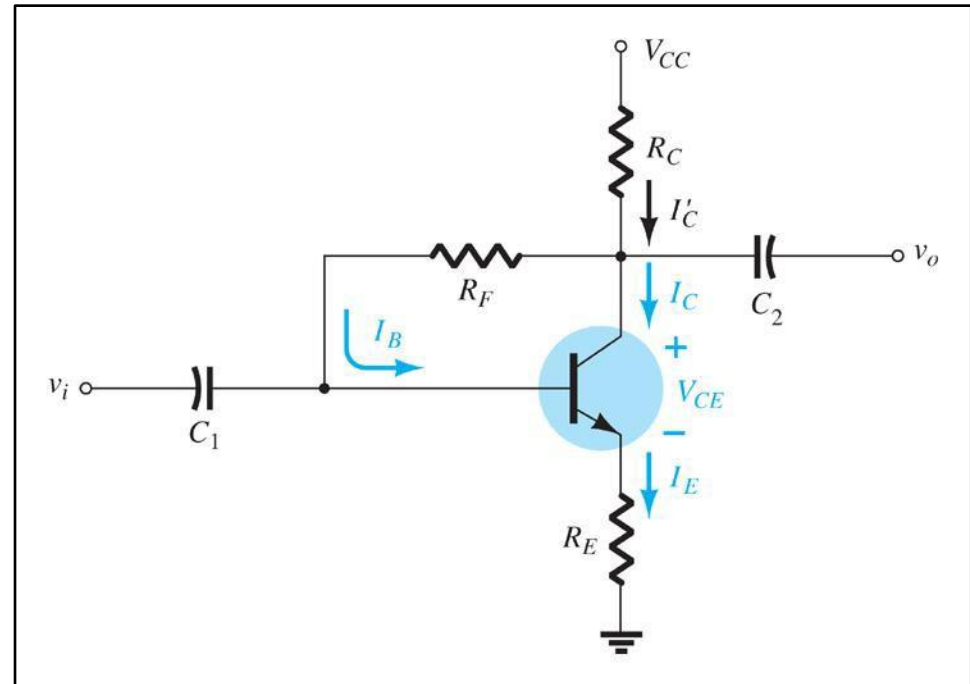 V_CC
R_C
I'_C
R_F
v_o
I_C
C_2
I_B
+
V_CE
−
v_i
C_1
I_E
R_E